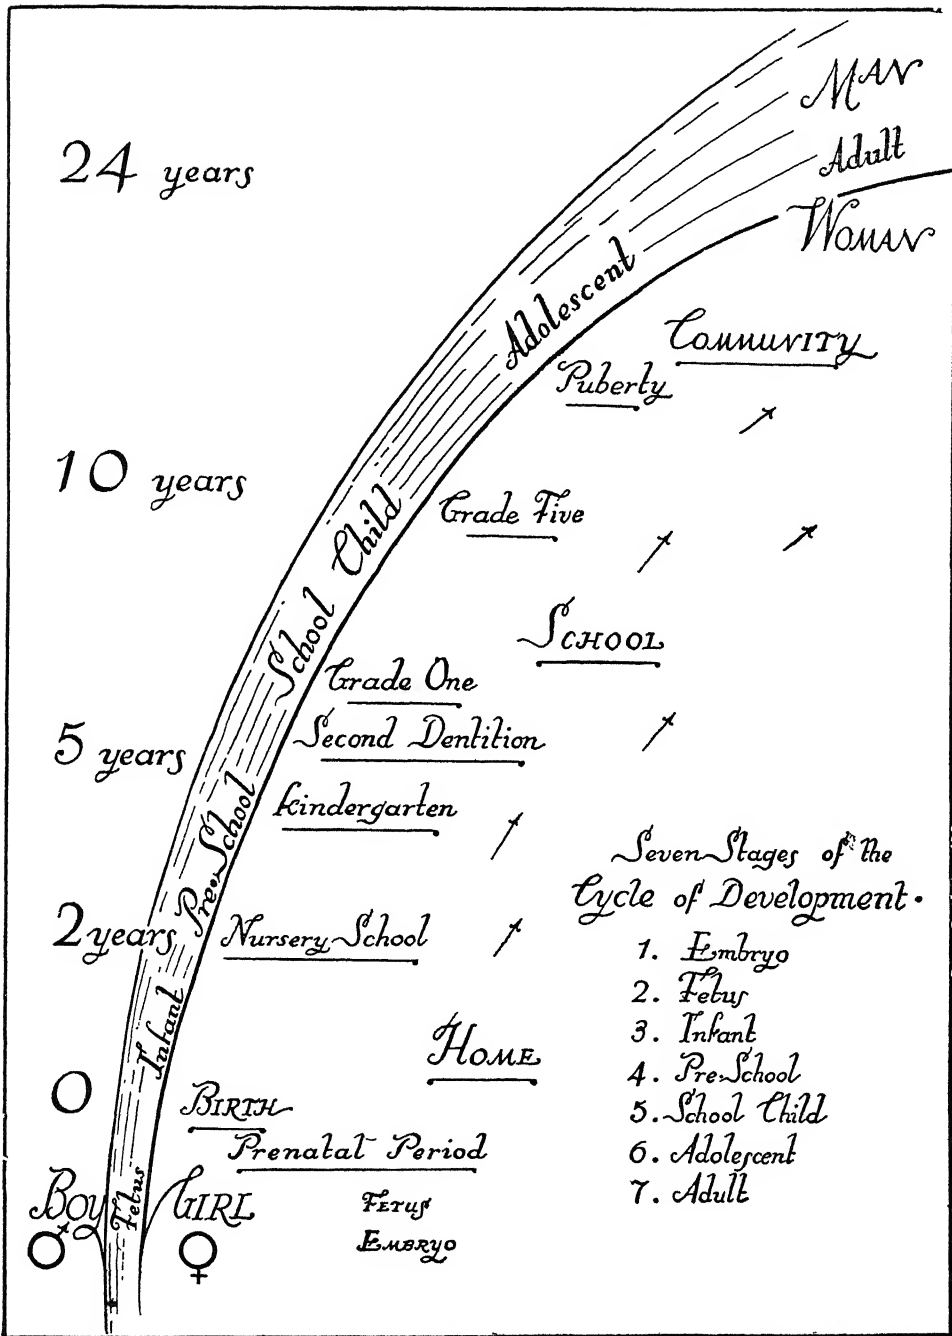 MAN
24 years
Adult
WOMAN
Adolescent
COMMUNITY
Puberty
10 years
Grade Five
School Child
SCHOOL
Grade One
5 years
Second Dentition
Kindergarten
Pre-School
Seven Stages of the
Cycle of Development.
2 years
Nursery School
1. Embryo
2. Fetus
3. Infant
4. Pre-School
5. School Child
6. Adolescent
7. Adult
Infant
HOME
0
BIRTH
Prenatal Period
BOY
Fetus
GIRL
FETUS
EMBRYO